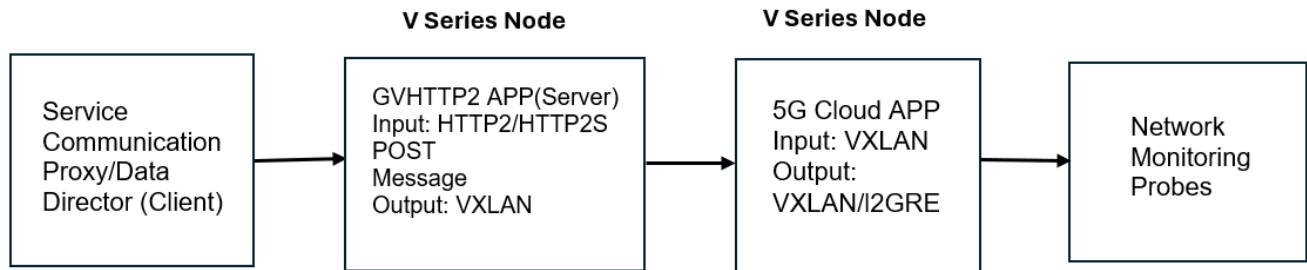 V Series Node
V Series Node
Service
Communication
Proxy/Data
Director (Client)
GVHTTP2 APP(Server)
Input: HTTP2/HTTP2S
POST
Message
Output: VXLAN
5G Cloud APP
Input: VXLAN
Output:
VXLAN/l2GRE
Network
Monitoring
Probes